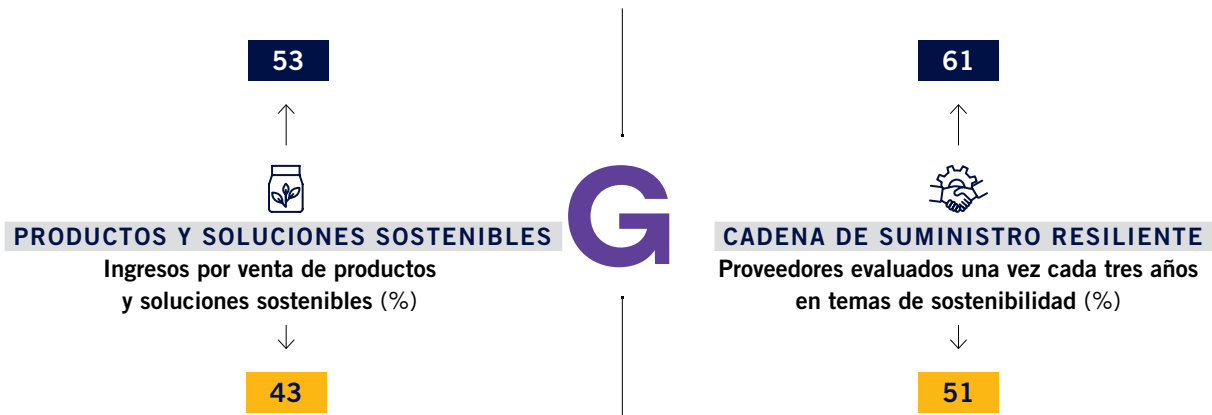 53
PRODUCTOS Y SOLUCIONES SOSTENIBLES
Ingresos por venta de productos
y soluciones sostenibles (%)
43
G
61
CADENA DE SUMINISTRO RESILIENTE
Proveedores evaluados una vez cada tres años
en temas de sostenibilidad (%)
51